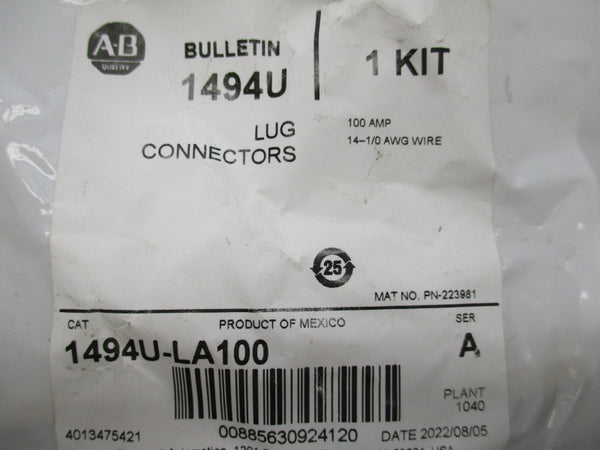 A-B
QUALITY
BULLETIN
1494U
1 KIT
LUG
CONNECTORS
100 AMP
14–1/0 AWG WIRE
25
MAT NO. PN-223981
CAT
PRODUCT OF MEXICO
SER
1494U-LA100
A
PLANT
1040
4013475421
00885630924120
DATE 2022/08/05